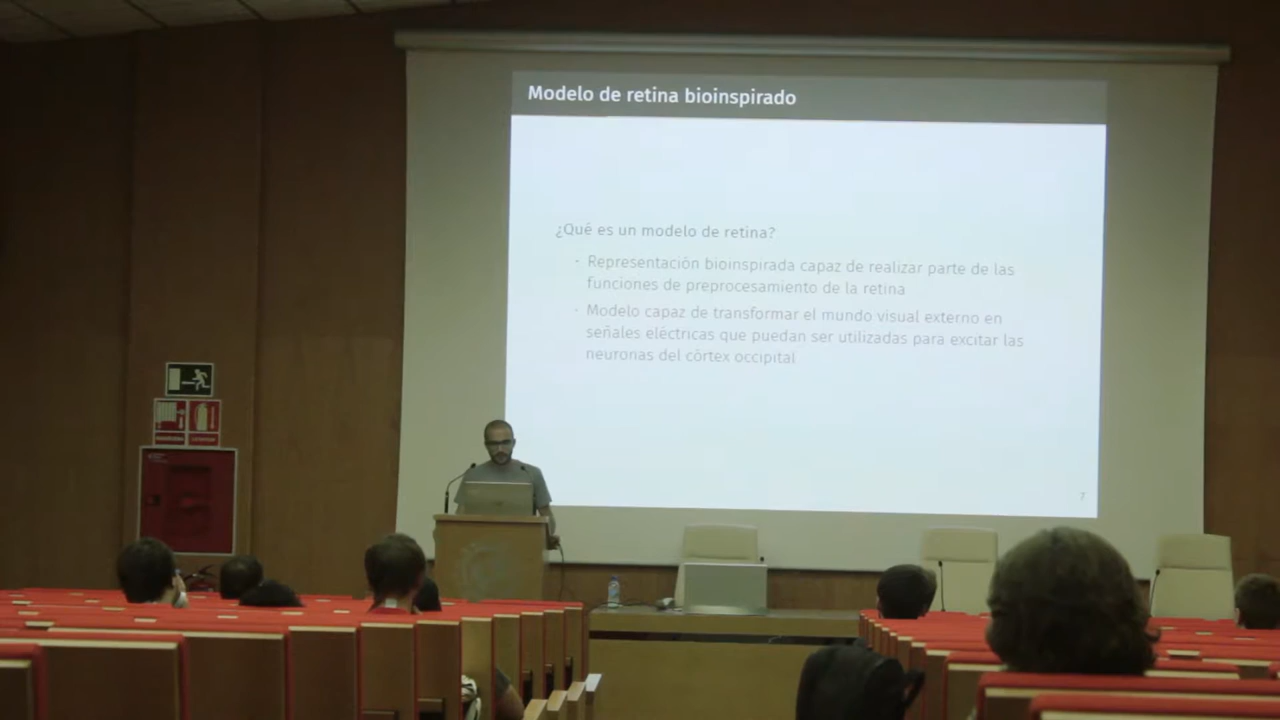 Modelo de retina bioinspirado
¿Qué es un modelo de retina?
· Representación bioinspirada capaz de realizar parte de las
funciones de preprocesamiento de la retina
· Modelo capaz de transformar el mundo visual externo en
señales eléctricas que puedan ser utilizadas para excitar las
neuronas del córtex occipital
7